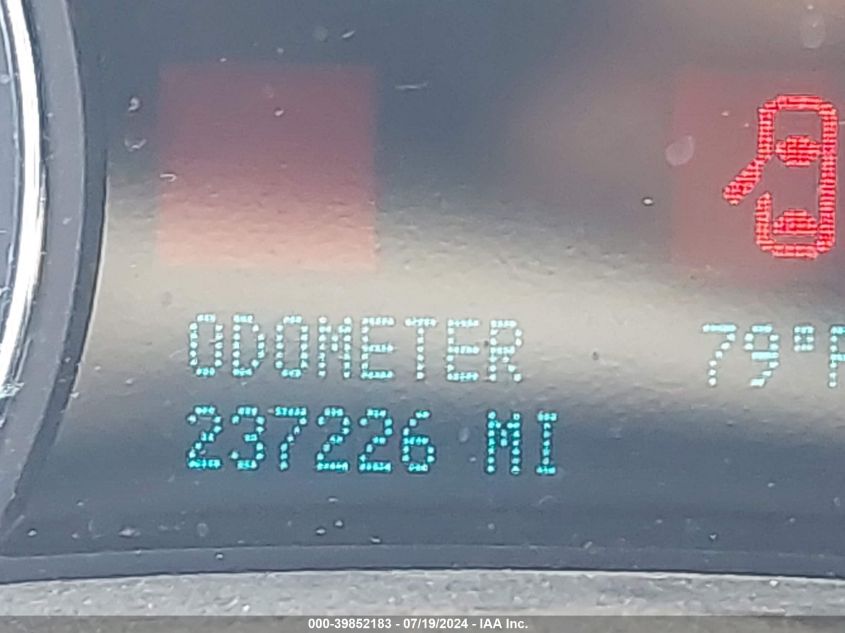 ODOMETER
79°F
237226 MI
000-39852183 - 07/19/2024 - IAA Inc.